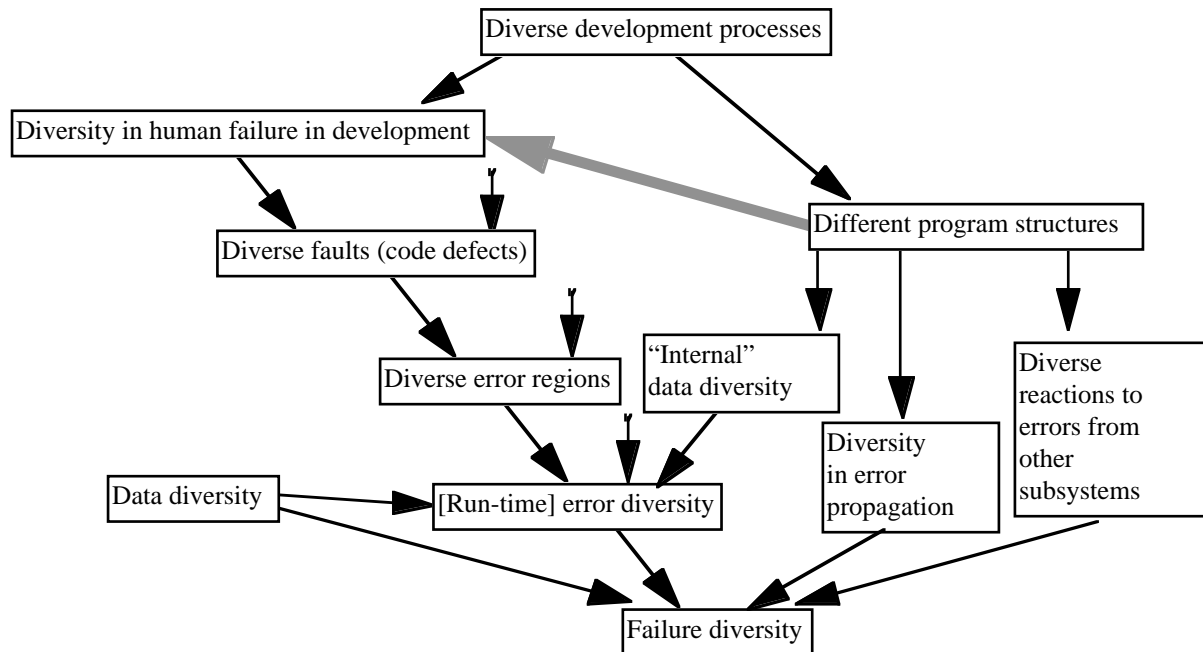 Diverse development processes
Diversity in human failure in development
Different program structures
Diverse faults (code defects)
Diverse error regions
“Internal”
data diversity
Diverse
reactions to
errors from
other
subsystems
Diversity
in error
propagation
Data diversity
[Run-time] error diversity
Failure diversity